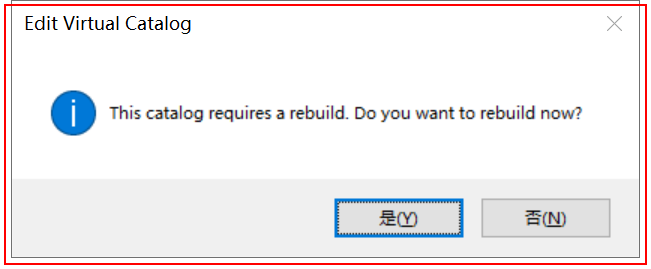 Edit Virtual Catalog
This catalog requires a rebuild. Do you want to rebuild now?
是(Y)
否(N)